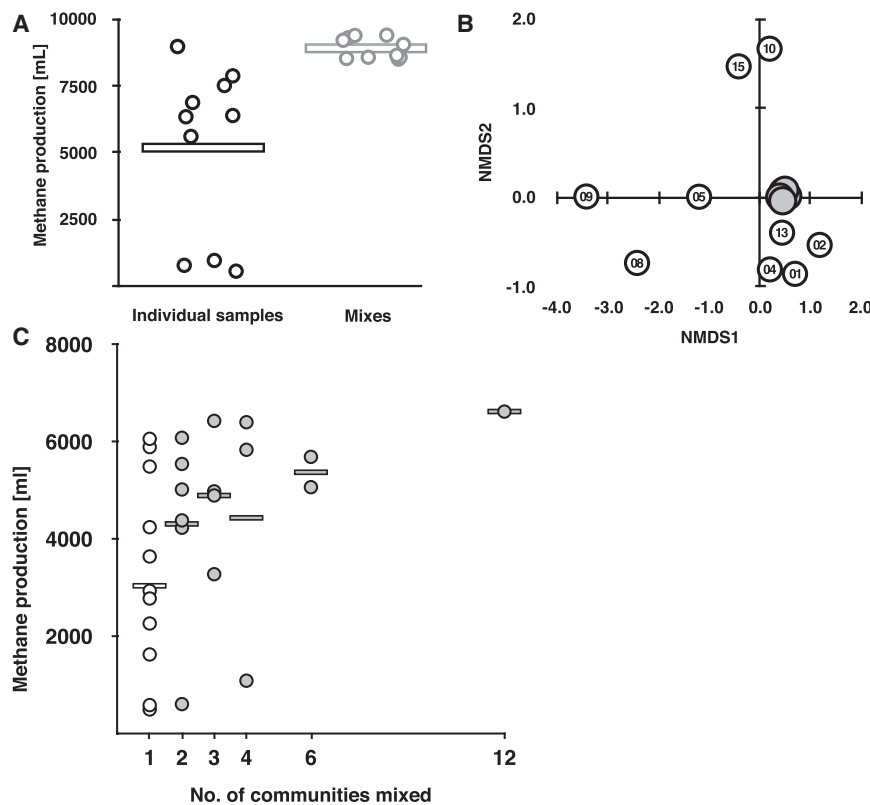 A
Methane production [mL]
10000
7500
5000
2500
Individual samples
Mixes
B
NMDS2
2.0
1.0
0.0
-1.0
10
15
09
05
13
02
08
04
01
-4.0 -3.0 -2.0 -1.0 0.0 1.0 2.0
NMDS1
C
Methane production [ml]
8000
6000
4000
2000
1 2 3 4 6 12
No. of communities mixed